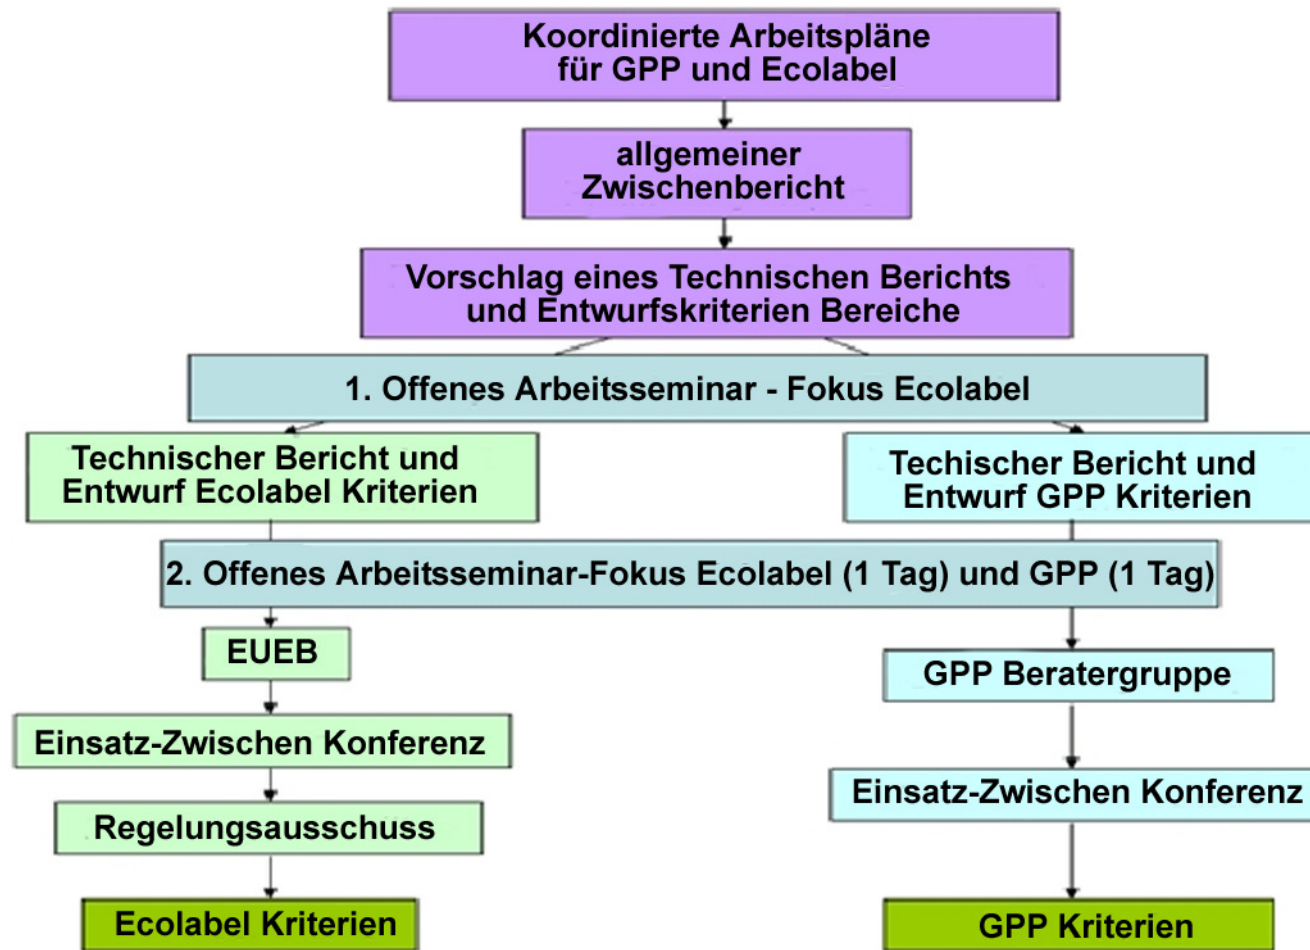 Koordinierte Arbeitspläne
für GPP und Ecolabel
allgemeiner
Zwischenbericht
Vorschlag eines Technischen Berichts
und Entwurfskriterien Bereiche
1. Offenes Arbeitsseminar - Fokus Ecolabel
Technischer Bericht und
Entwurf Ecolabel Kriterien
Techischer Bericht und
Entwurf GPP Kriterien
2. Offenes Arbeitsseminar-Fokus Ecolabel (1 Tag) und GPP (1 Tag)
EUEB
Einsatz-Zwischen Konferenz
Regelungsausschuss
Ecolabel Kriterien
GPP Beratergruppe
Einsatz-Zwischen Konferenz
GPP Kriterien